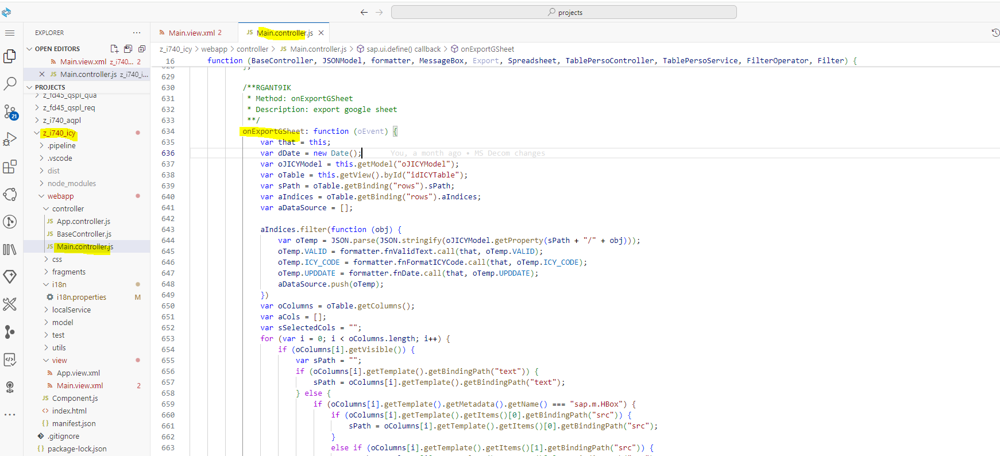 projects
EXPLORER
OPEN EDITORS
Main.view.xml z_i740... 2
Main.controller.js z_i740_i...
PROJECTS
z_fd45_qspl_qua
z_fd45_qspl_req
z_i740_aqpl
z_i740_icy
.pipeline
.vscode
dist
node_modules
webapp
controller
JS App.controller.js
JS BaseController.js
JS Main.controller.js
css
fragments
i18n
i18n.properties M
localService
model
test
utils
view
App.view.xml
Main.view.xml 2
JS Component.js
<> index.html
{} manifest.json
.gitignore
{} package-lock.json
21
Main.view.xml 2
JS Main.controller.js
z_i740_icy > webapp > controller > JS Main.controller.js > sap.ui.define() callback > onExportGSheet
16 function (BaseController, JSONModel, formatter, MessageBox, Export, Spreadsheet, TablePersoController, TablePersoService, FilterOperator, Filter) {
628 },
629
630 /**RGANT9IK
631 * Method: onExportGSheet
632 * Description: export google sheet
633 **/
634 onExportGSheet: function (oEvent) {
635 var that = this;
636 var dDate = new Date(); You, a month ago • MS Decom changes
637 var oJICYModel = this.getModel("oJICYModel");
638 var oTable = this.getView().byId("idICYTable");
639 var sPath = oTable.getBinding("rows").sPath;
640 var aIndices = oTable.getBinding("rows").aIndices;
641 var aDataSource = [];
642
643 aIndices.filter(function (obj) {
644 var oTemp = JSON.parse(JSON.stringify(oJICYModel.getProperty(sPath + "/" + obj)));
645 oTemp.VALID = formatter.fnValidText.call(that, oTemp.VALID);
646 oTemp.ICY_CODE = formatter.fnFormatICYCode.call(that, oTemp.ICY_CODE);
647 oTemp.UPDDATE = formatter.fnDate.call(that, oTemp.UPDDATE);
648 aDataSource.push(oTemp);
649 })
650 var oColumns = oTable.getColumns();
651 var aCols = [];
652 var sSelectedCols = "";
653 for (var i = 0; i < oColumns.length; i++) {
654 if (oColumns[i].getVisible()) {
655 var sPath = "";
656 if (oColumns[i].getTemplate().getBindingPath("text")) {
657 sPath = oColumns[i].getTemplate().getBindingPath("text");
658 } else {
659 if (oColumns[i].getTemplate().getMetadata().getName() === "sap.m.HBox") {
660 if (oColumns[i].getTemplate().getItems()[0].getBindingPath("src")) {
661 sPath = oColumns[i].getTemplate().getItems()[0].getBindingPath("src");
662 }
663 else if (oColumns[i].getTemplate().getItems()[1].getBindingPath("src")) {